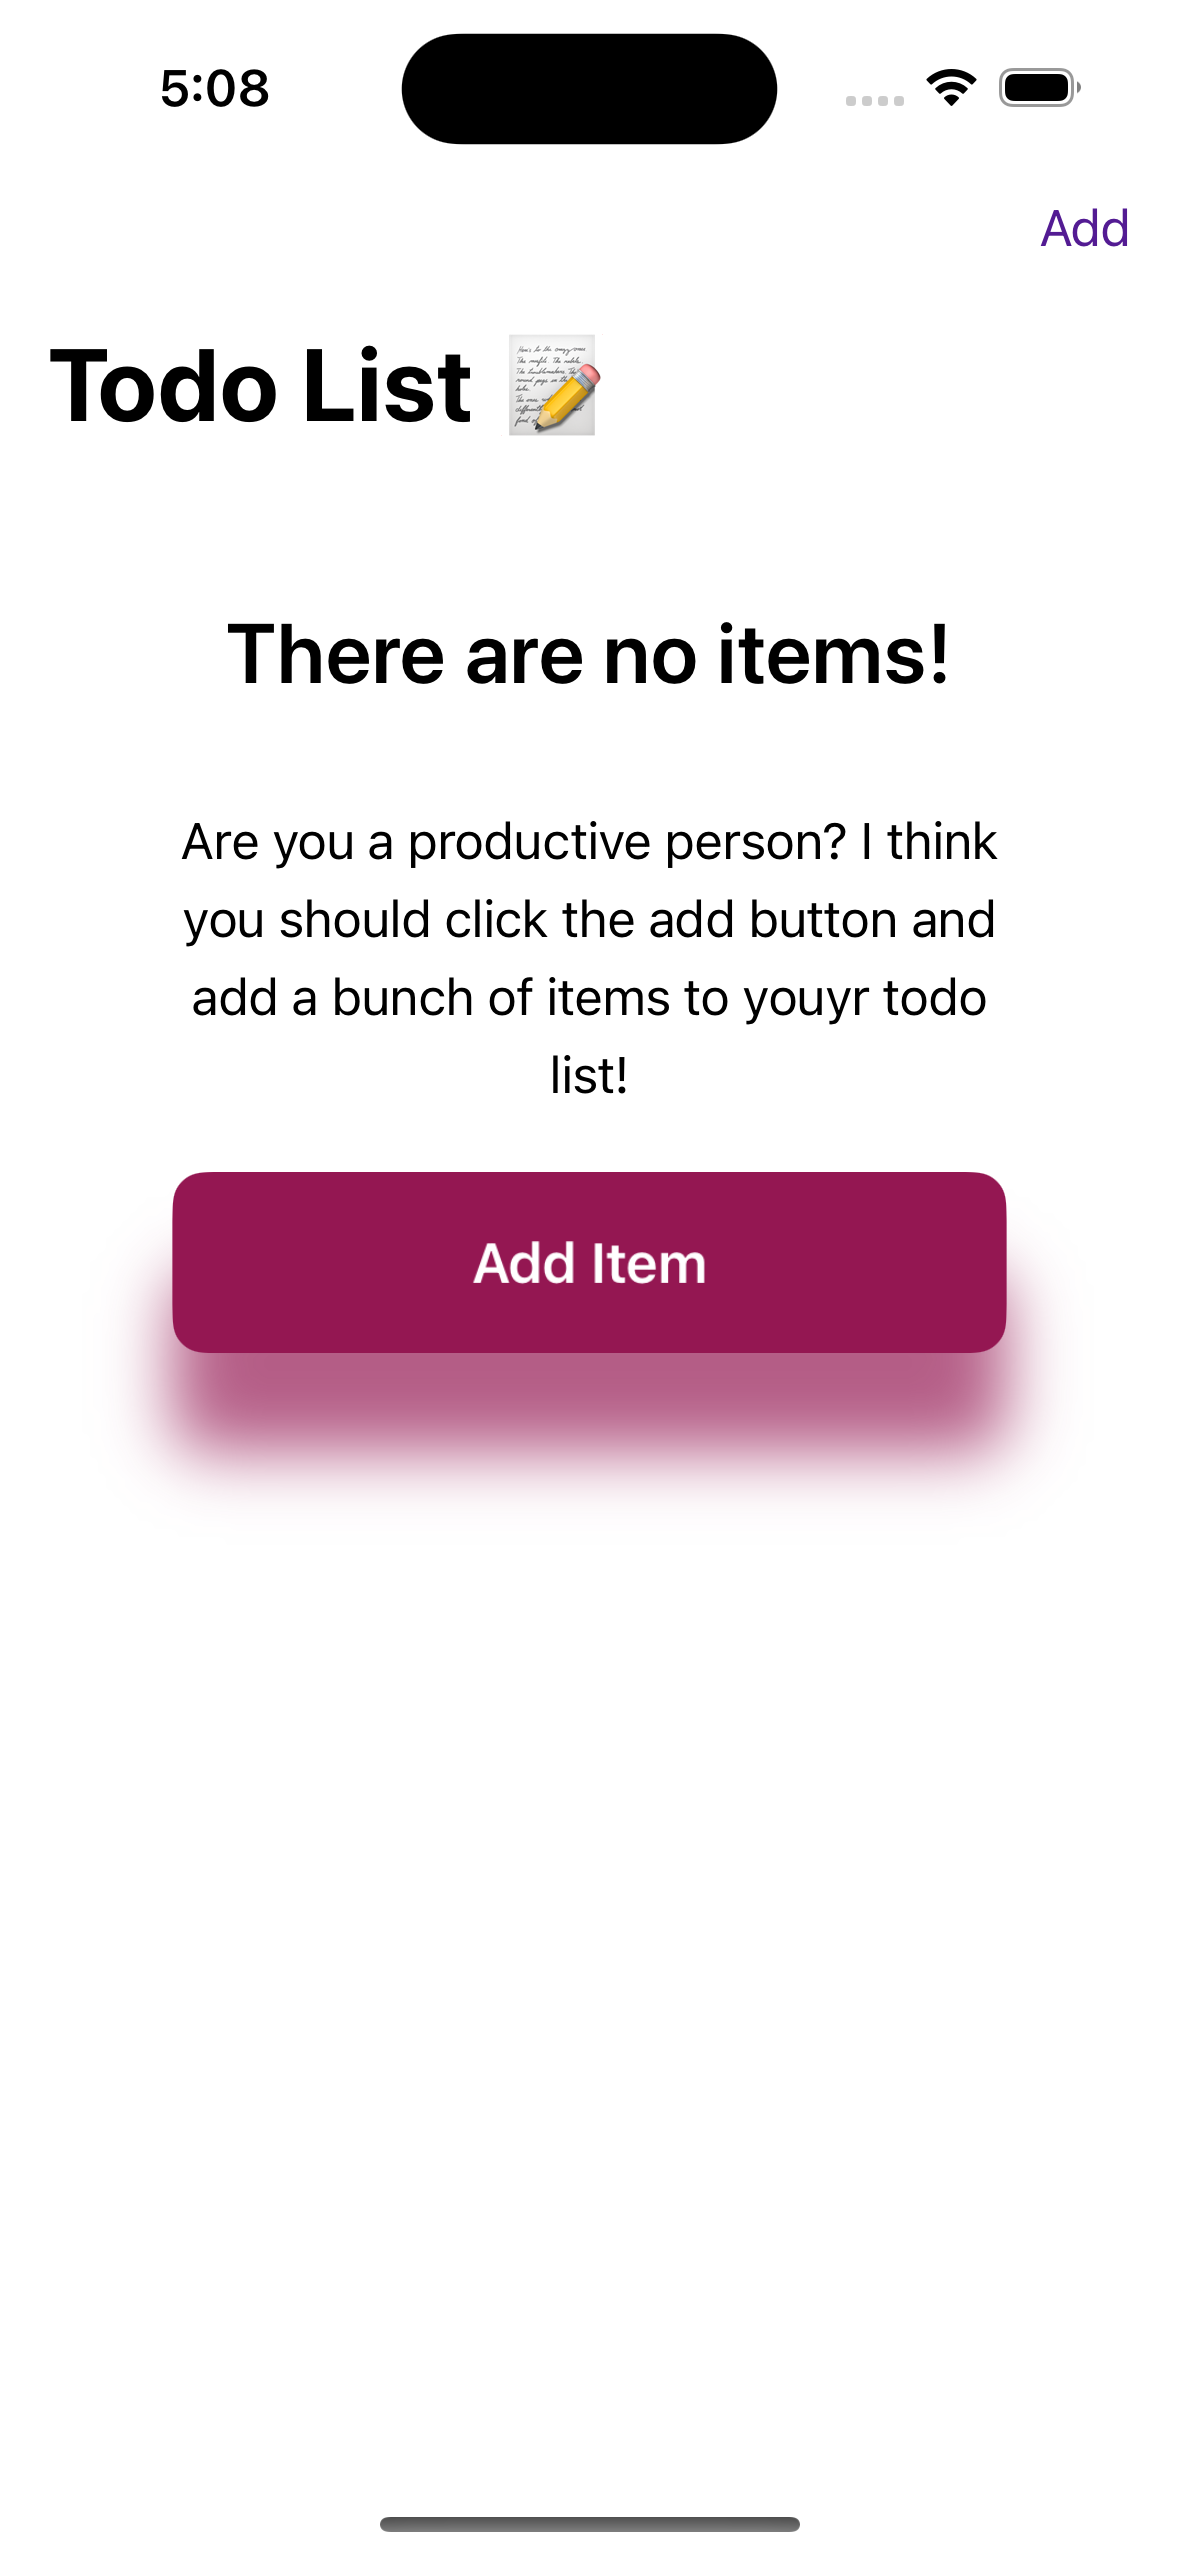 5:08
Add
Todo List 📝
There are no items!
Are you a productive person? I think
you should click the add button and
add a bunch of items to youyr todo
list!
Add Item